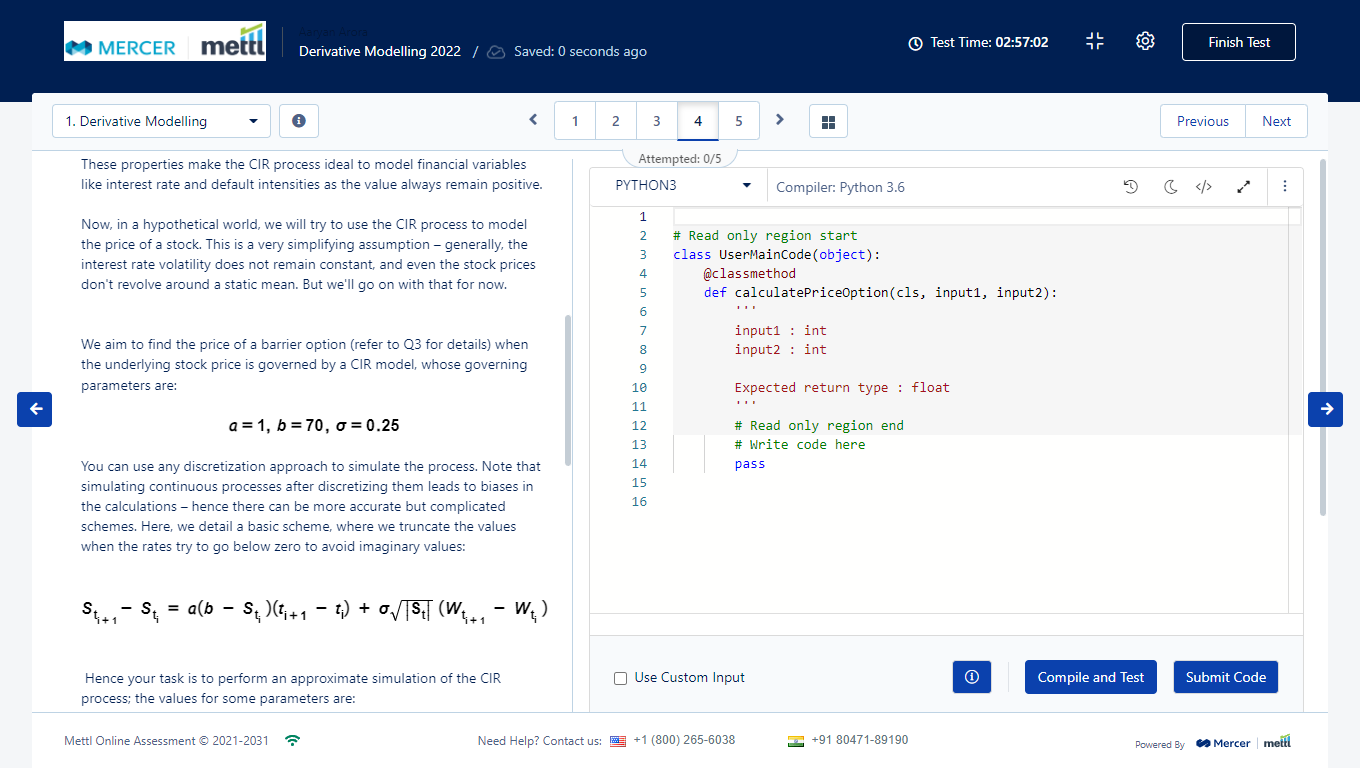 MERCER
mettl
Derivative Modelling 2022 / Saved: 0 seconds ago
Test Time: 02:57:02
Finish Test
1. Derivative Modelling
1 2 3 4 5
Previous
Next
Attempted: 0/5
These properties make the CIR process ideal to model financial variables
like interest rate and default intensities as the value always remain positive.
Now, in a hypothetical world, we will try to use the CIR process to model
the price of a stock. This is a very simplifying assumption – generally, the
interest rate volatility does not remain constant, and even the stock prices
don't revolve around a static mean. But we'll go on with that for now.
We aim to find the price of a barrier option (refer to Q3 for details) when
the underlying stock price is governed by a CIR model, whose governing
parameters are:
a = 1, b = 70, σ = 0.25
You can use any discretization approach to simulate the process. Note that
simulating continuous processes after discretizing them leads to biases in
the calculations – hence there can be more accurate but complicated
schemes. Here, we detail a basic scheme, where we truncate the values
when the rates try to go below zero to avoid imaginary values:
S_{t_{i+1}} − S_{t_i} = a(b − S_{t_i})(t_{i+1} − t_i) + σ√|S_t| (W_{t_{i+1}} − W_{t_i})
Hence your task is to perform an approximate simulation of the CIR
process; the values for some parameters are:
PYTHON3
Compiler: Python 3.6
1
2 # Read only region start
3 class UserMainCode(object):
4 @classmethod
5 def calculatePriceOption(cls, input1, input2):
6 '''
7 input1 : int
8 input2 : int
9
10 Expected return type : float
11 '''
12 # Read only region end
13 # Write code here
14 pass
15
16
Use Custom Input
Compile and Test
Submit Code
Mettl Online Assessment © 2021-2031
Need Help? Contact us: +1 (800) 265-6038
+91 80471-89190
Powered By Mercer mettl